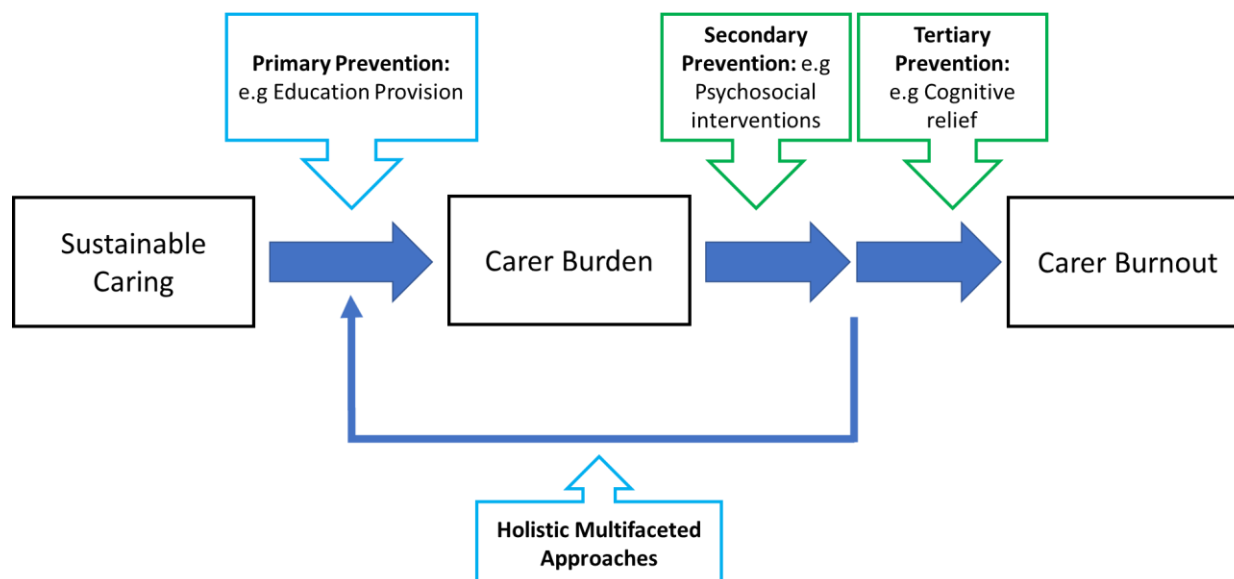 Primary Prevention:
e.g Education Provision
Secondary
Prevention: e.g
Psychosocial
interventions
Tertiary
Prevention:
e.g Cognitive
relief
Sustainable
Caring
Carer Burden
Carer Burnout
Holistic Multifaceted
Approaches